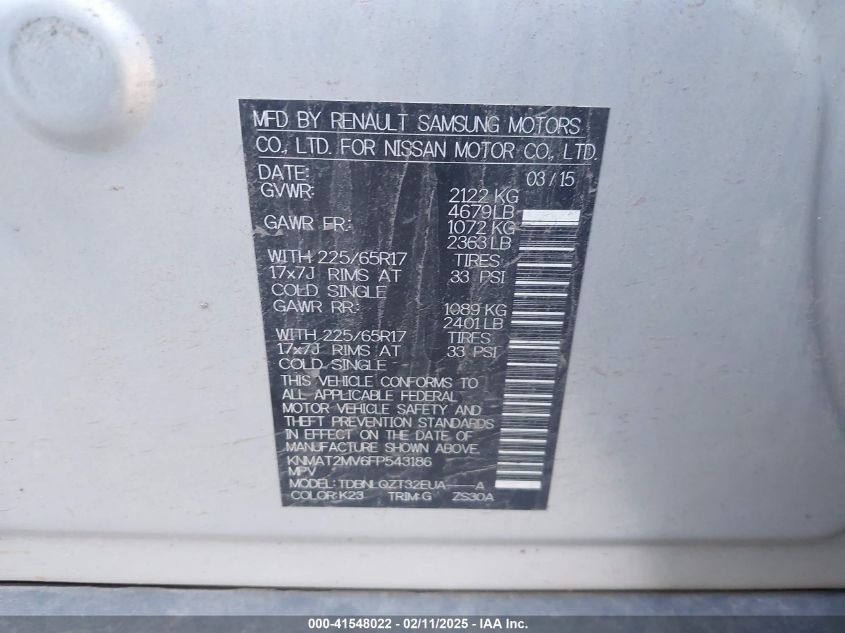 MFD BY RENAULT SAMSUNG MOTORS
CO., LTD. FOR NISSAN MOTOR CO., LTD.
DATE: 03/15
GVWR: 2122 KG
4679LB
GAWR FR: 1072 KG
2363 LB
WITH 225/65R17 TIRES
17x7J RIMS AT 33 PSI
COLD SINGLE
GAWR RR: 1089 KG
2401LB
WITH 225/65R17 TIRES
17x7J RIMS AT 33 PSI
COLD SINGLE
THIS VEHICLE CONFORMS TO
ALL APPLICABLE FEDERAL
MOTOR VEHICLE SAFETY AND
THEFT PREVENTION STANDARDS
IN EFFECT ON THE DATE OF
MANUFACTURE SHOWN ABOVE.
KNMAT2MV6FP543186
MPV
MODEL: TDBNLQZT32EUA----A
COLOR: K23 TRIM: G ZS30A
000-41548022 - 02/11/2025 - IAA Inc.